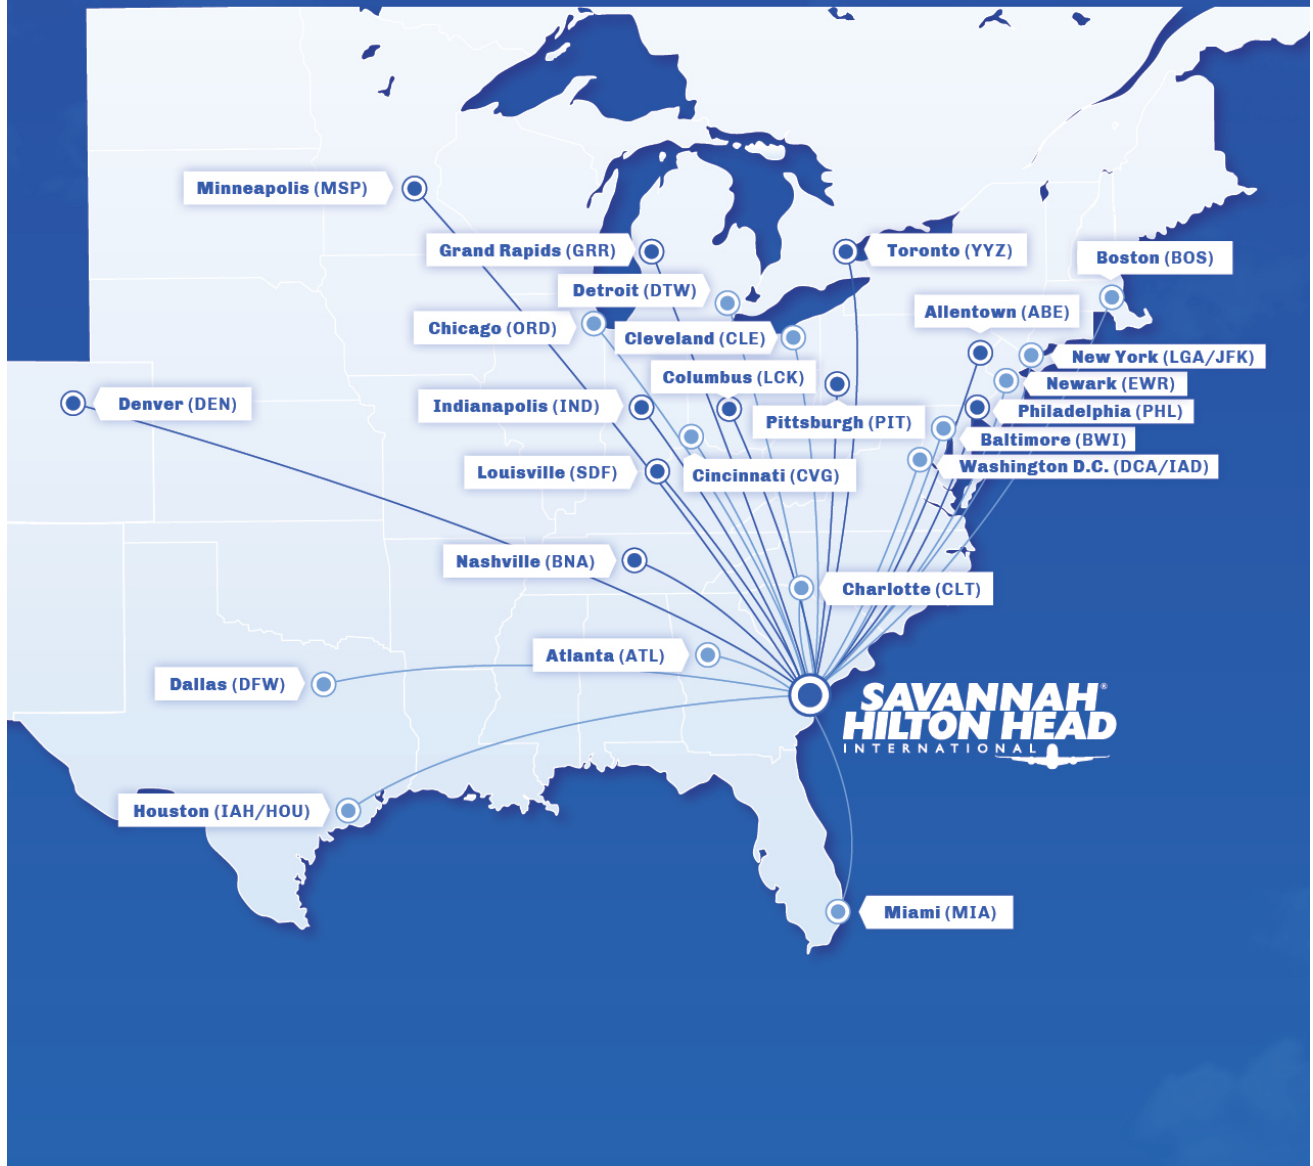 Minneapolis (MSP)
Grand Rapids (GRR)
Toronto (YYZ)
Boston (BOS)
Detroit (DTW)
Allentown (ABE)
Chicago (ORD)
Cleveland (CLE)
New York (LGA/JFK)
Columbus (LCK)
Newark (EWR)
Denver (DEN)
Indianapolis (IND)
Philadelphia (PHL)
Pittsburgh (PIT)
Baltimore (BWI)
Washington D.C. (DCA/IAD)
Louisville (SDF)
Cincinnati (CVG)
Nashville (BNA)
Charlotte (CLT)
Atlanta (ATL)
Dallas (DFW)
SAVANNAH®
HILTON HEAD
INTERNATIONAL
Houston (IAH/HOU)
Miami (MIA)